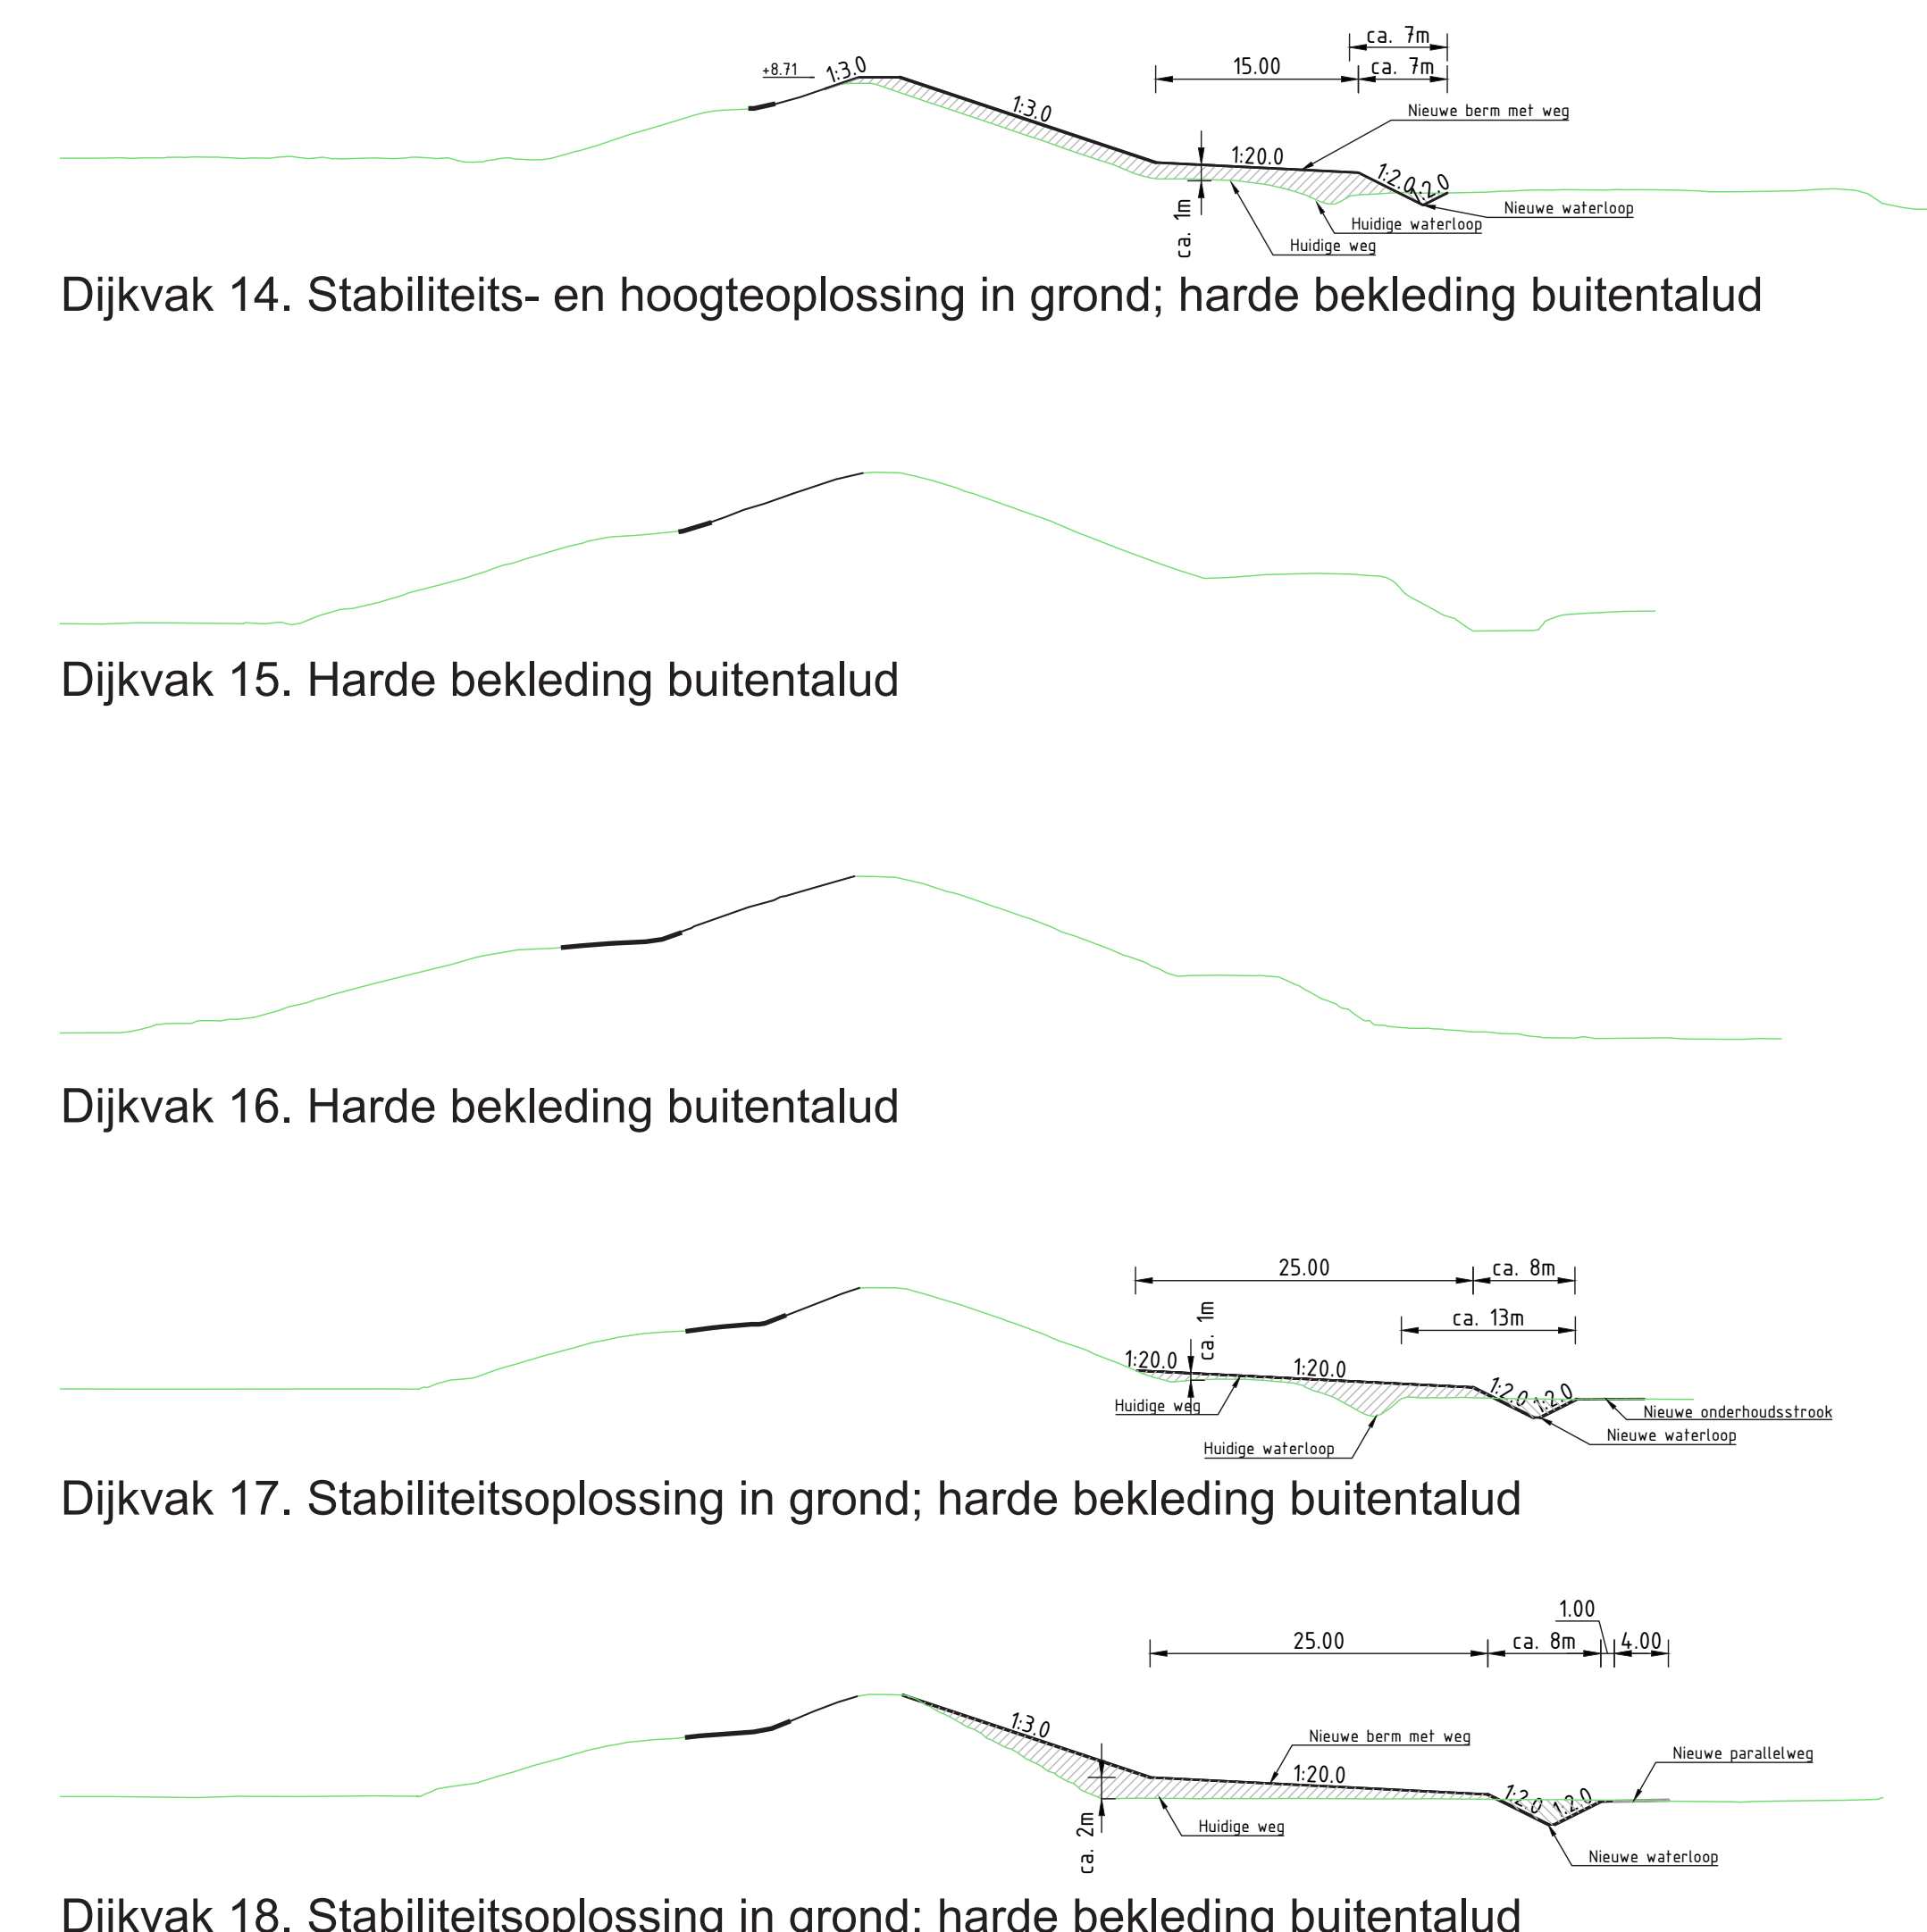 ca. 7m
15.00
ca. 7m
+8.71
1:3.0
1:3.0
Nieuwe berm met weg
1:20.0
1:2.0
1:2.0
Nieuwe waterloop
ca. 1m
Huidige waterloop
Huidige weg
Dijkvak 14. Stabiliteits- en hoogteoplossing in grond; harde bekleding buitentalud
Dijkvak 15. Harde bekleding buitentalud
Dijkvak 16. Harde bekleding buitentalud
25.00
ca. 8m
ca. 1m
ca. 13m
1:20.0
1:20.0
1:2.0
1:2.0
Huidige weg
Nieuwe onderhoudsstrook
Nieuwe waterloop
Huidige waterloop
Dijkvak 17. Stabiliteitsoplossing in grond; harde bekleding buitentalud
1.00
25.00
ca. 8m
4.00
1:3.0
Nieuwe berm met weg
Nieuwe parallelweg
1:20.0
1:2.0
1:2.0
ca. 2m
Huidige weg
Nieuwe waterloop
Dijkvak 18. Stabiliteitsoplossing in grond; harde bekleding buitentalud